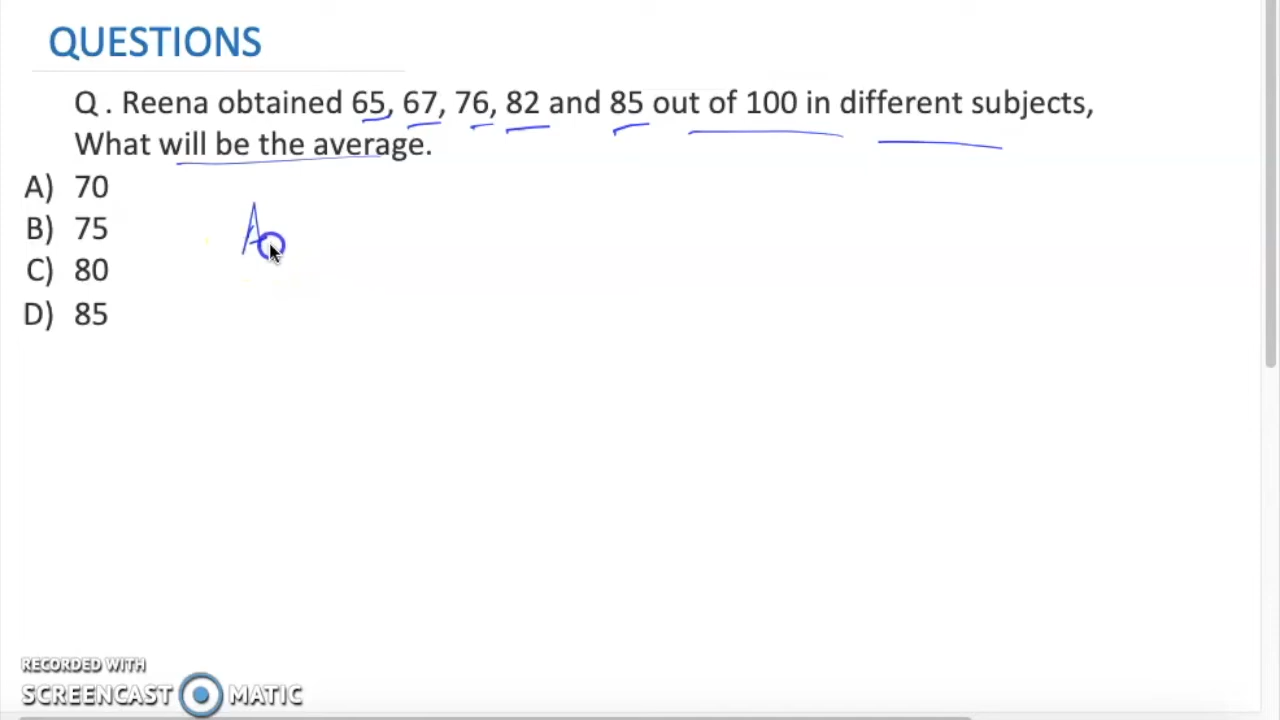 QUESTIONS
Q . Reena obtained 65, 67, 76, 82 and 85 out of 100 in different subjects,
What will be the average.
A) 70
B) 75
C) 80
D) 85
A
RECORDED WITH
SCREENCAST MATIC